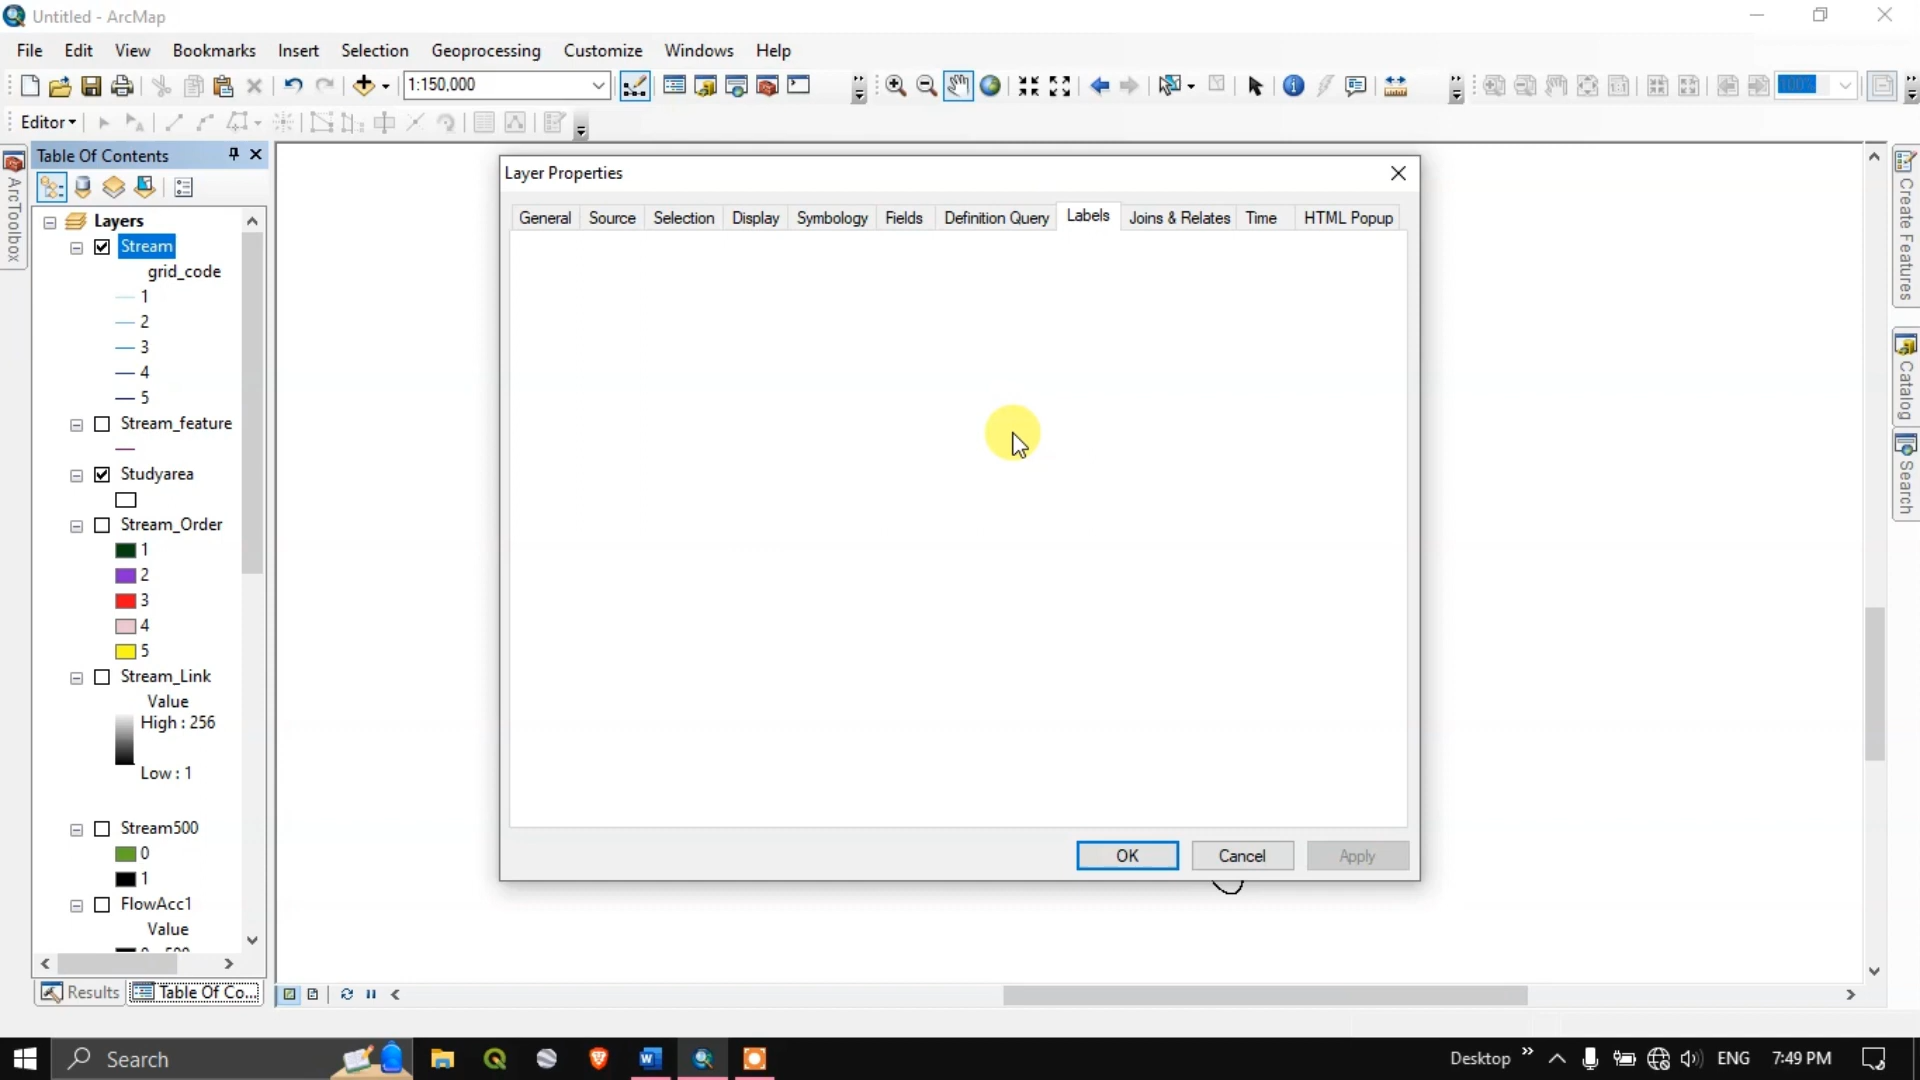 Untitled - ArcMap
File Edit View Bookmarks Insert Selection Geoprocessing Customize Windows Help
1:150,000
100%
Editor
Table Of Contents
Layers
Stream
grid_code
1
2
3
4
5
Stream_feature
Studyarea
Stream_Order
1
2
3
4
5
Stream_Link
Value
High : 256
Low : 1
Stream500
0
1
FlowAcc1
Value
Results
Table Of Co...
ArcToolbox
Layer Properties
General Source Selection Display Symbology Fields Definition Query Labels Joins & Relates Time HTML Popup
OK Cancel Apply
Create Features
Catalog
Search
Search
Desktop
ENG
7:49 PM